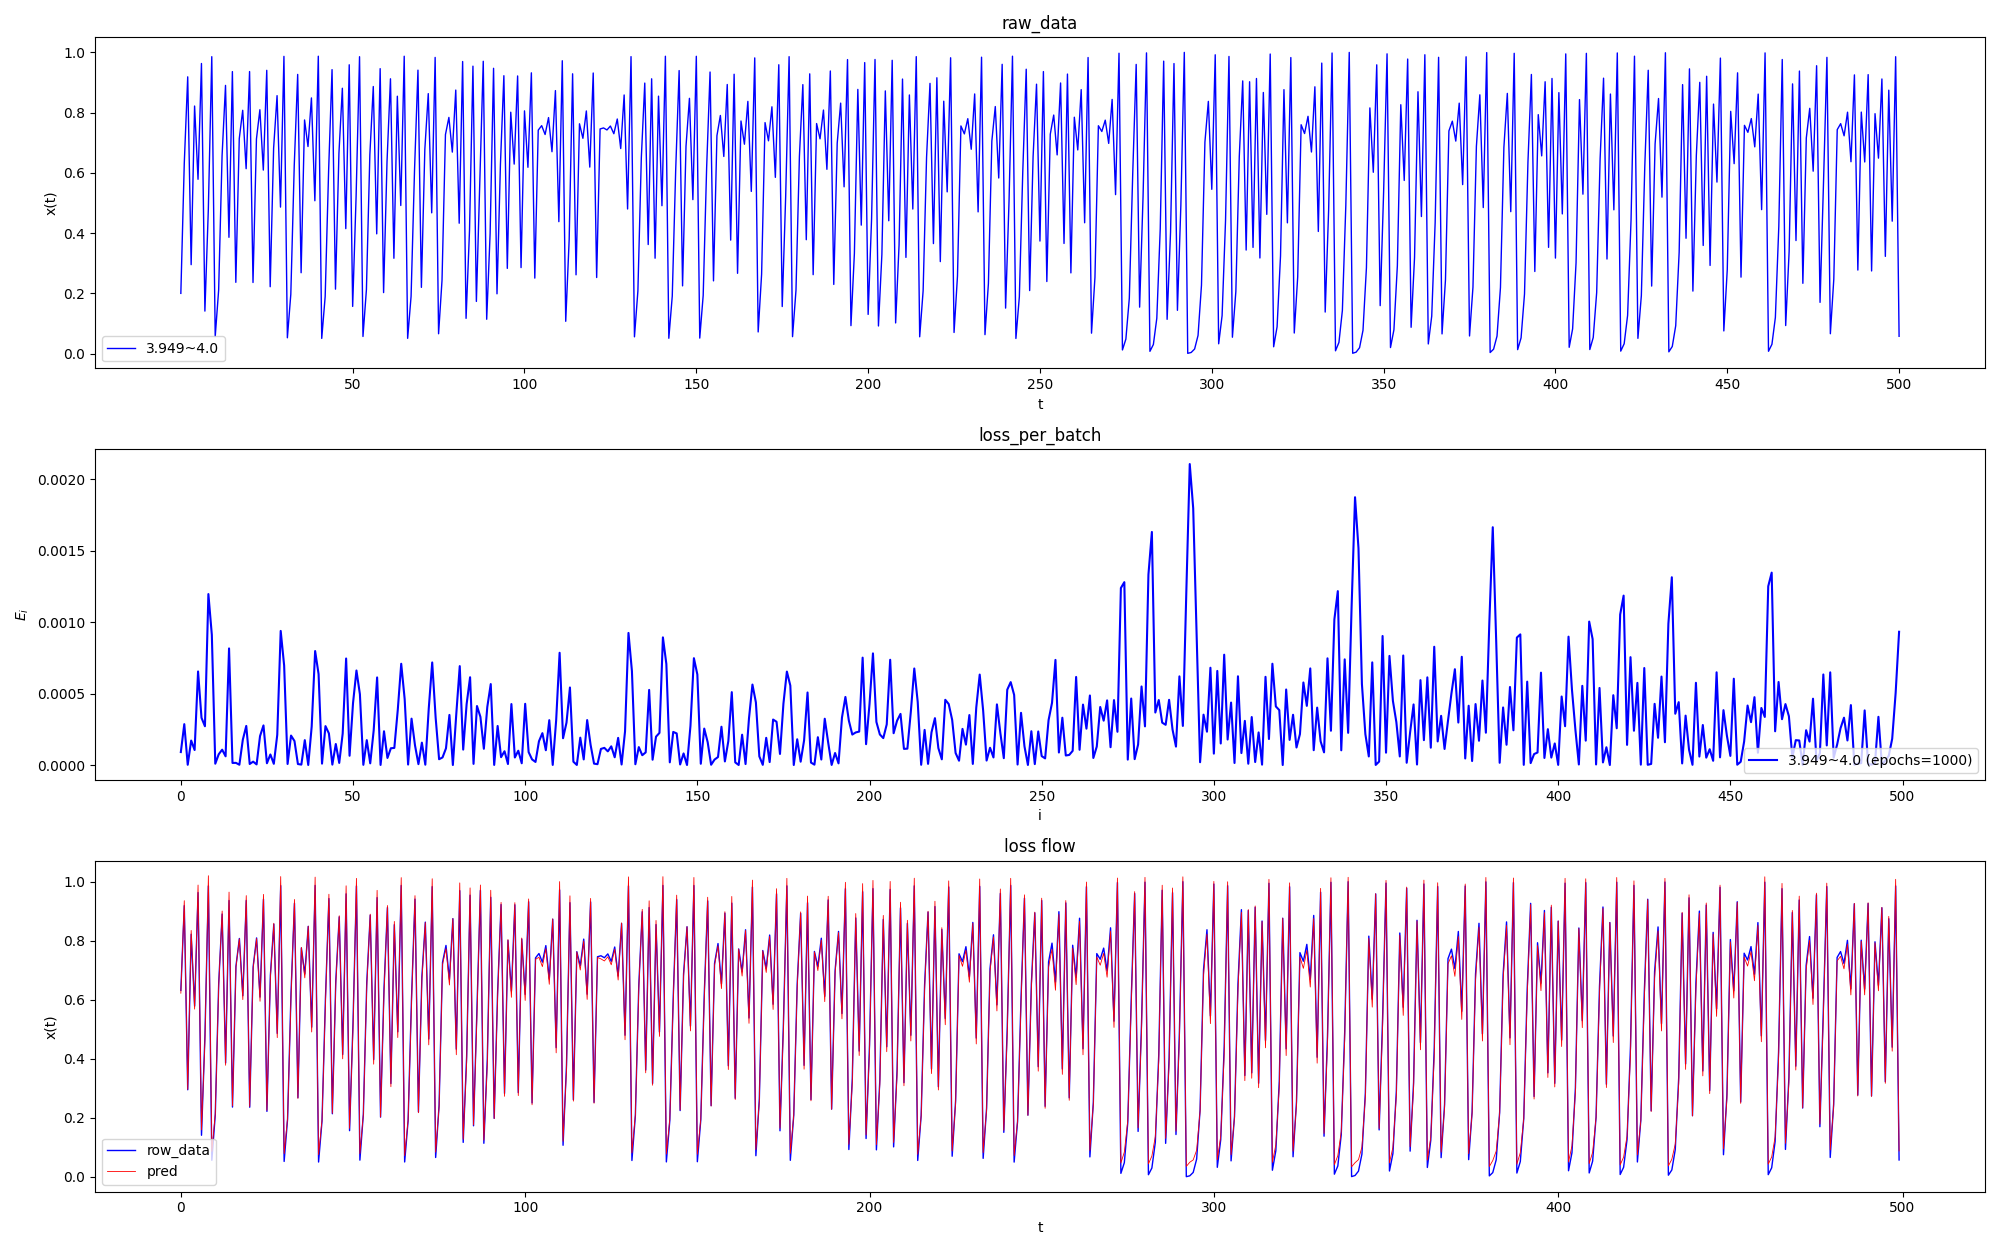 raw_data
x(t)
1.0
0.8
0.6
0.4
0.2
0.0
3.949~4.0
50 100 150 200 250 300 350 400 450 500
t
loss_per_batch
E_i
0.0020
0.0015
0.0010
0.0005
0.0000
3.949~4.0 (epochs=1000)
0 50 100 150 200 250 300 350 400 450 500
i
loss flow
x(t)
1.0
0.8
0.6
0.4
0.2
0.0
row_data
pred
0 100 200 300 400 500
t